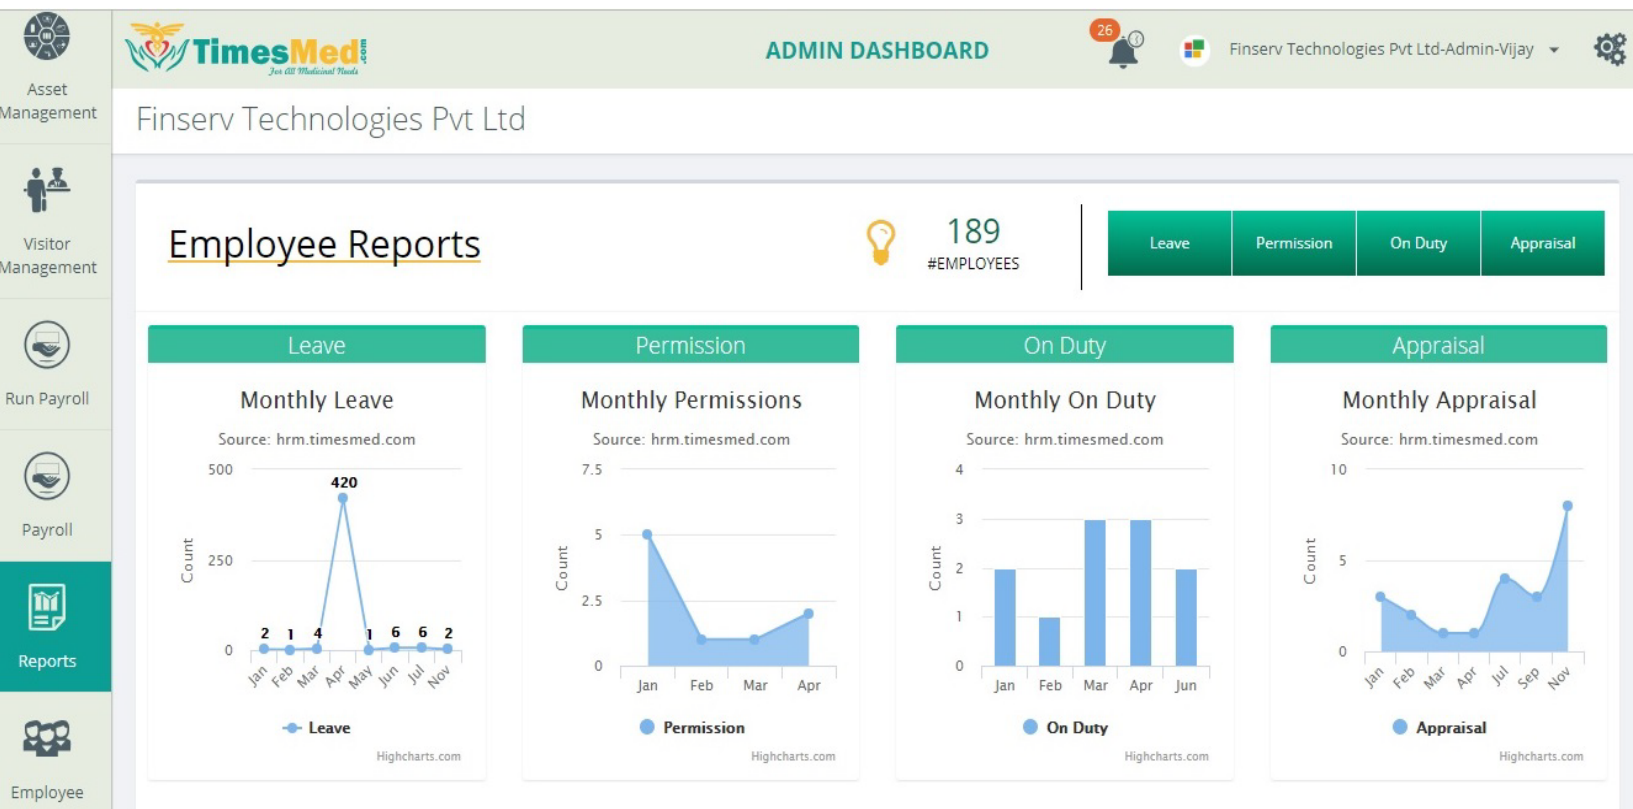 TimesMed.com
For All Medicinal Needs
ADMIN DASHBOARD
26
Finserv Technologies Pvt Ltd-Admin-Vijay
Asset
Management
Visitor
Management
Run Payroll
Payroll
Reports
Employee
Finserv Technologies Pvt Ltd
Employee Reports
189
#EMPLOYEES
Leave
Permission
On Duty
Appraisal
Leave
Monthly Leave
Source: hrm.timesmed.com
Count
500
250
0
420
2 1 4 1 6 6 2
Jan Feb Mar Apr May Jun Jul Nov
Leave
Highcharts.com
Permission
Monthly Permissions
Source: hrm.timesmed.com
Count
7.5
5
2.5
0
Jan Feb Mar Apr
Permission
Highcharts.com
On Duty
Monthly On Duty
Source: hrm.timesmed.com
Count
4
3
2
1
0
Jan Feb Mar Apr Jun
On Duty
Highcharts.com
Appraisal
Monthly Appraisal
Source: hrm.timesmed.com
Count
10
5
0
Jan Feb Mar Apr Jul Sep Nov
Appraisal
Highcharts.com